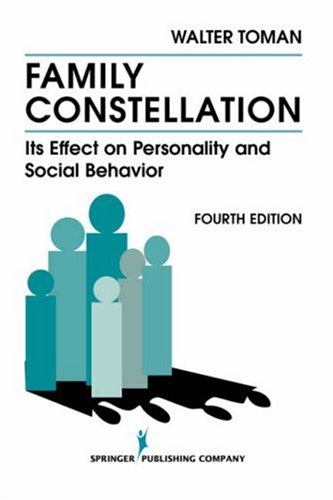 WALTER TOMAN
FAMILY
CONSTELLATION
Its Effect on Personality and
Social Behavior
FOURTH EDITION
SPRINGER PUBLISHING COMPANY